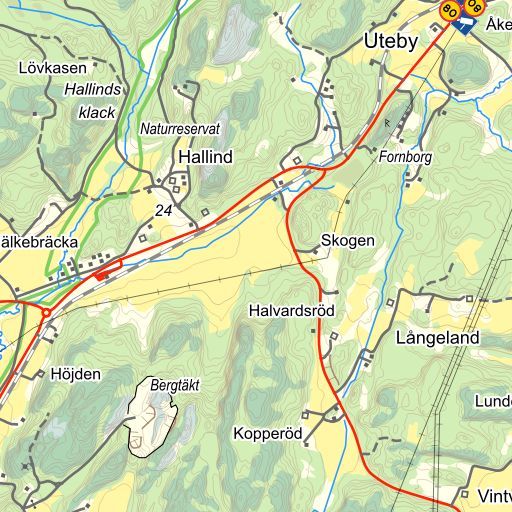 80
80
Uteby
Åke
Lövkasen
Hallinds
klack
Naturreservat
Hallind
Fornborg
R
24
älkebräcka
Skogen
Halvardsröd
Långeland
Höjden
Bergtäkt
Lunde
Kopperöd
Vintv